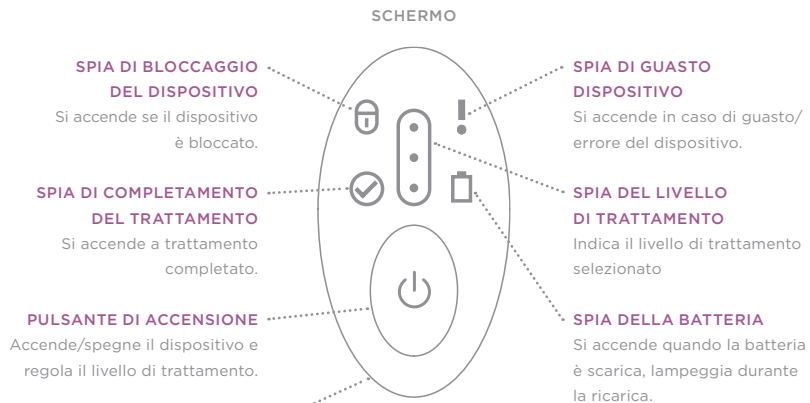 SCHERMO
SPIA DI BLOCCAGGIO
DEL DISPOSITIVO
Si accende se il dispositivo
è bloccato.
SPIA DI COMPLETAMENTO
DEL TRATTAMENTO
Si accende a trattamento
completato.
PULSANTE DI ACCENSIONE
Accende/spegne il dispositivo e
regola il livello di trattamento.
SPIA DI GUASTO
DISPOSITIVO
Si accende in caso di guasto/
errore del dispositivo.
SPIA DEL LIVELLO
DI TRATTAMENTO
Indica il livello di trattamento
selezionato
SPIA DELLA BATTERIA
Si accende quando la batteria
è scarica, lampeggia durante
la ricarica.